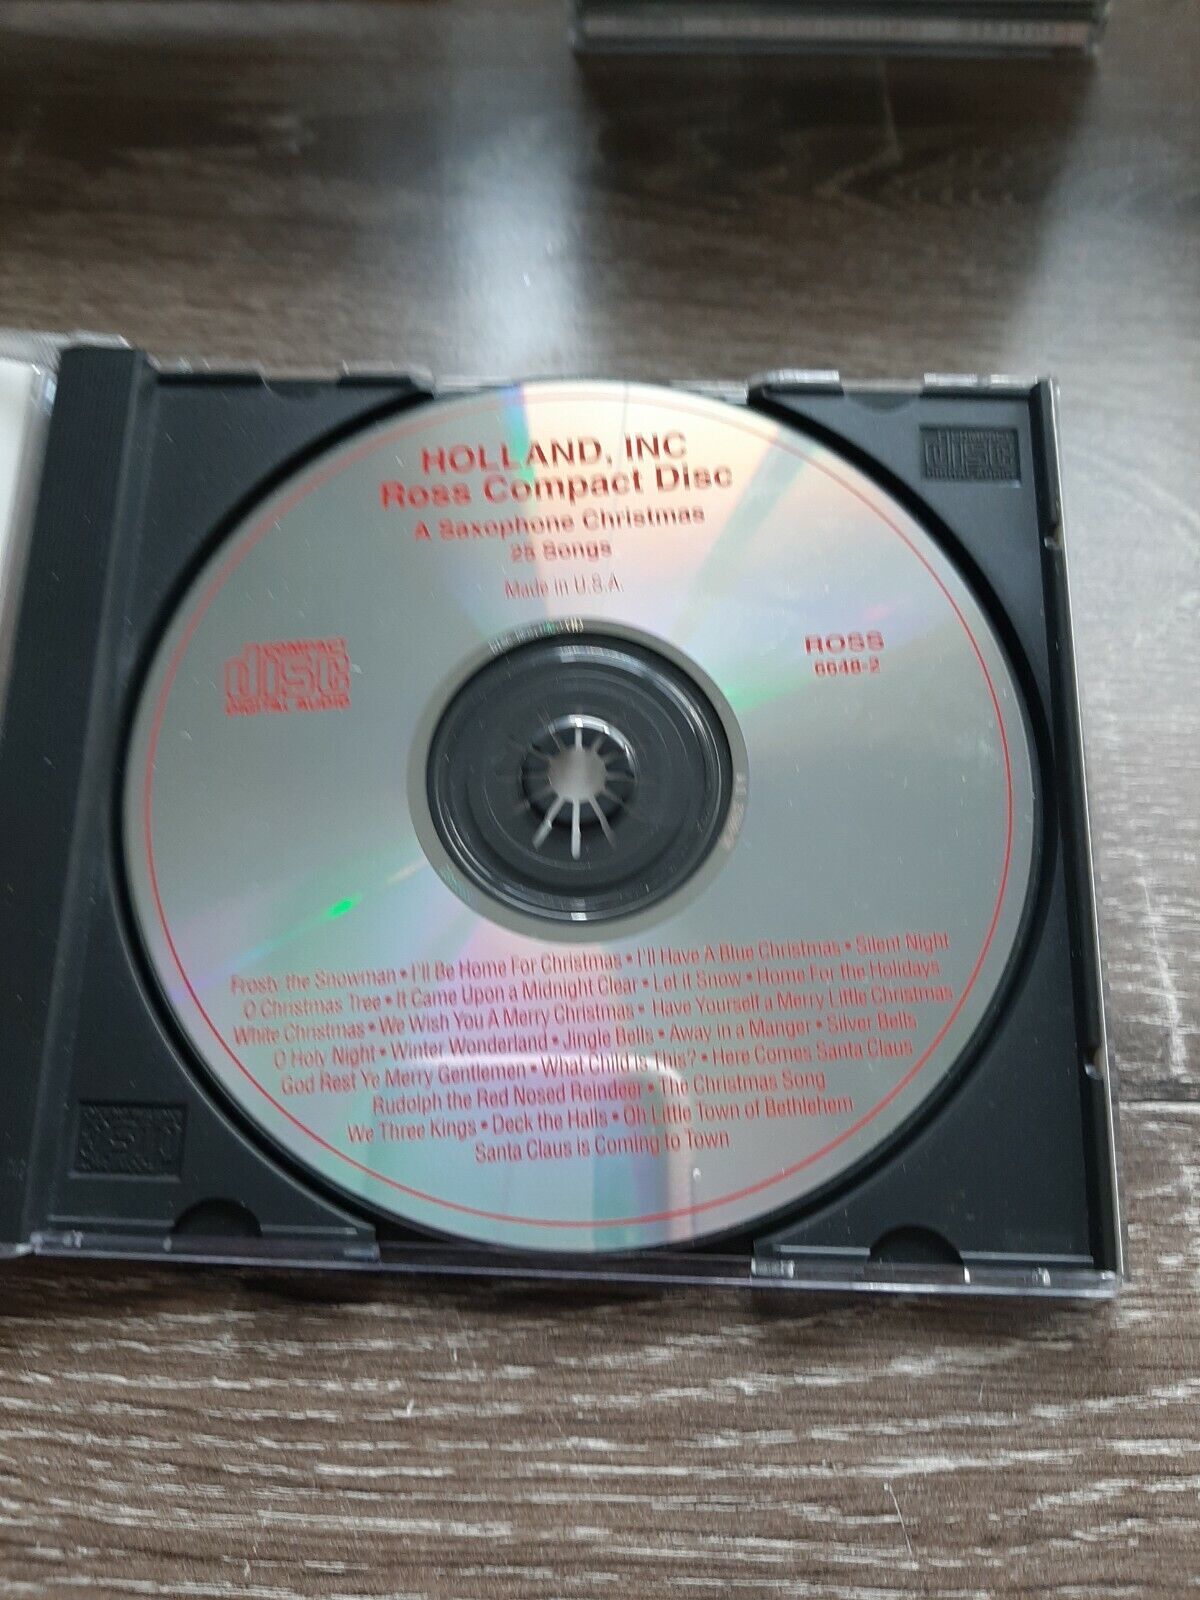 HOLLAND, INC
Ross Compact Disc
A Saxophone Christmas
25 Songs
Made in U.S.A.
COMPACT
disc
DIGITAL AUDIO
ROSS
6648-2
Frosty the Snowman • I'll Be Home For Christmas • I'll Have A Blue Christmas • Silent Night
O Christmas Tree • It Came Upon a Midnight Clear • Let it Snow • Home For the Holidays
White Christmas • We Wish You A Merry Christmas • Have Yourself a Merry Little Christmas
O Holy Night • Winter Wonderland • Jingle Bells • Away in a Manger • Silver Bells
God Rest Ye Merry Gentlemen • What Child Is This? • Here Comes Santa Claus
Rudolph the Red Nosed Reindeer • The Christmas Song
We Three Kings • Deck the Halls • Oh Little Town of Bethlehem
Santa Claus is Coming to Town